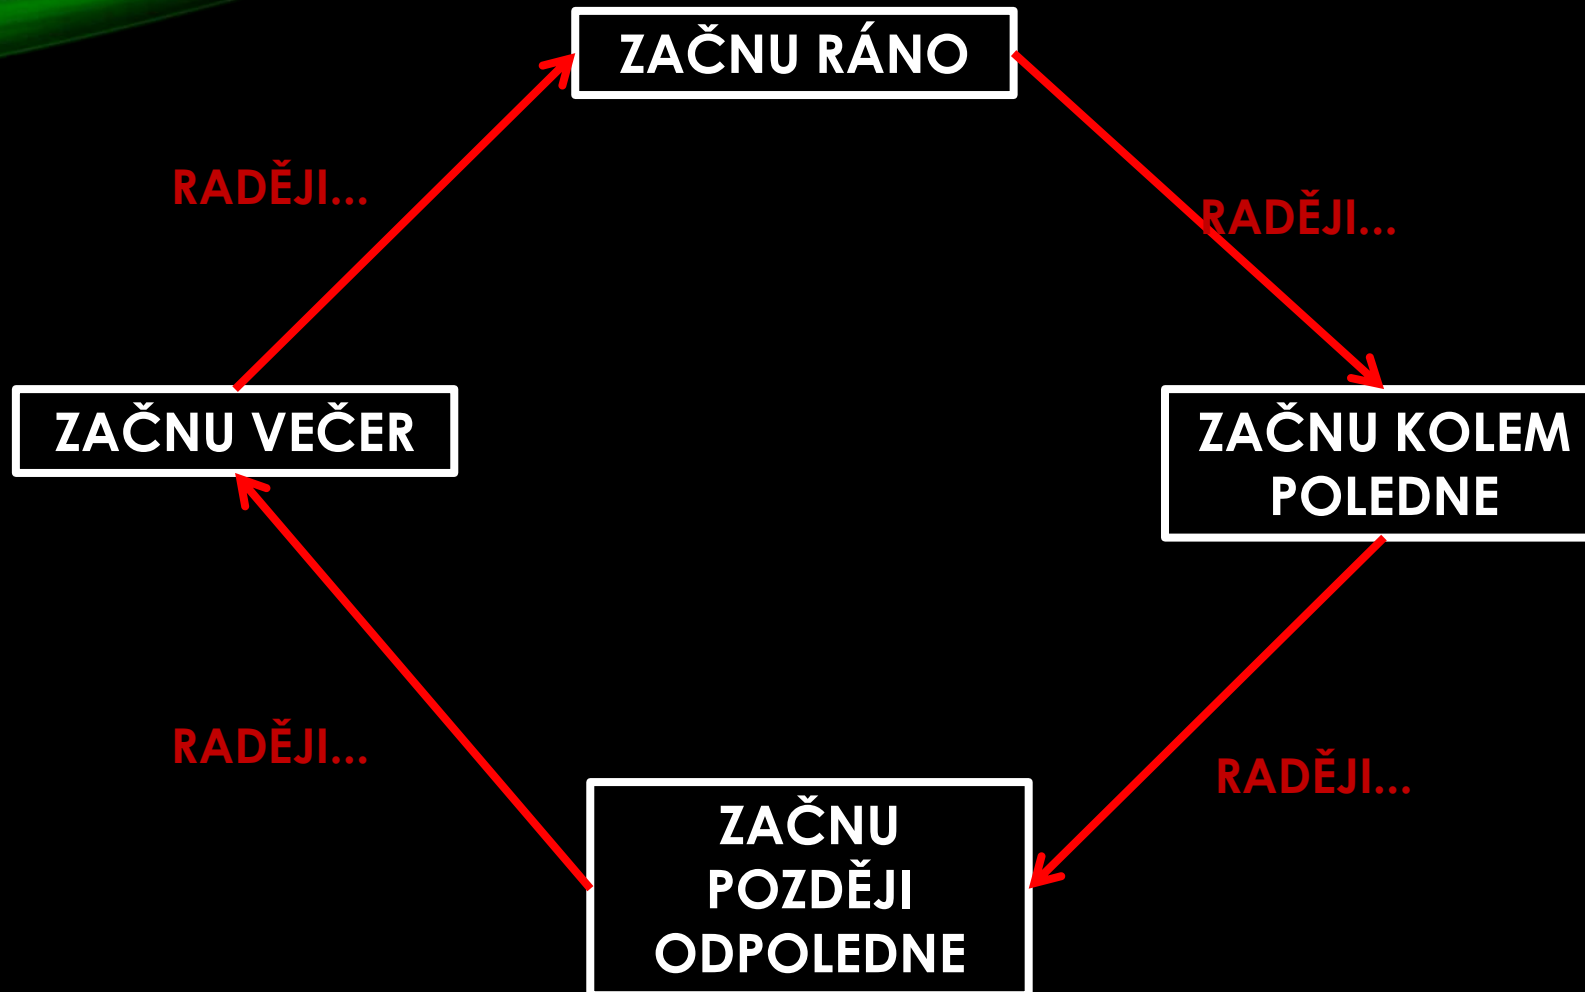 ZAČNU RÁNO
RADĚJI...
RADĚJI...
ZAČNU VEČER
ZAČNU KOLEM
POLEDNE
RADĚJI...
RADĚJI...
ZAČNU
POZDĚJI
ODPOLEDNE